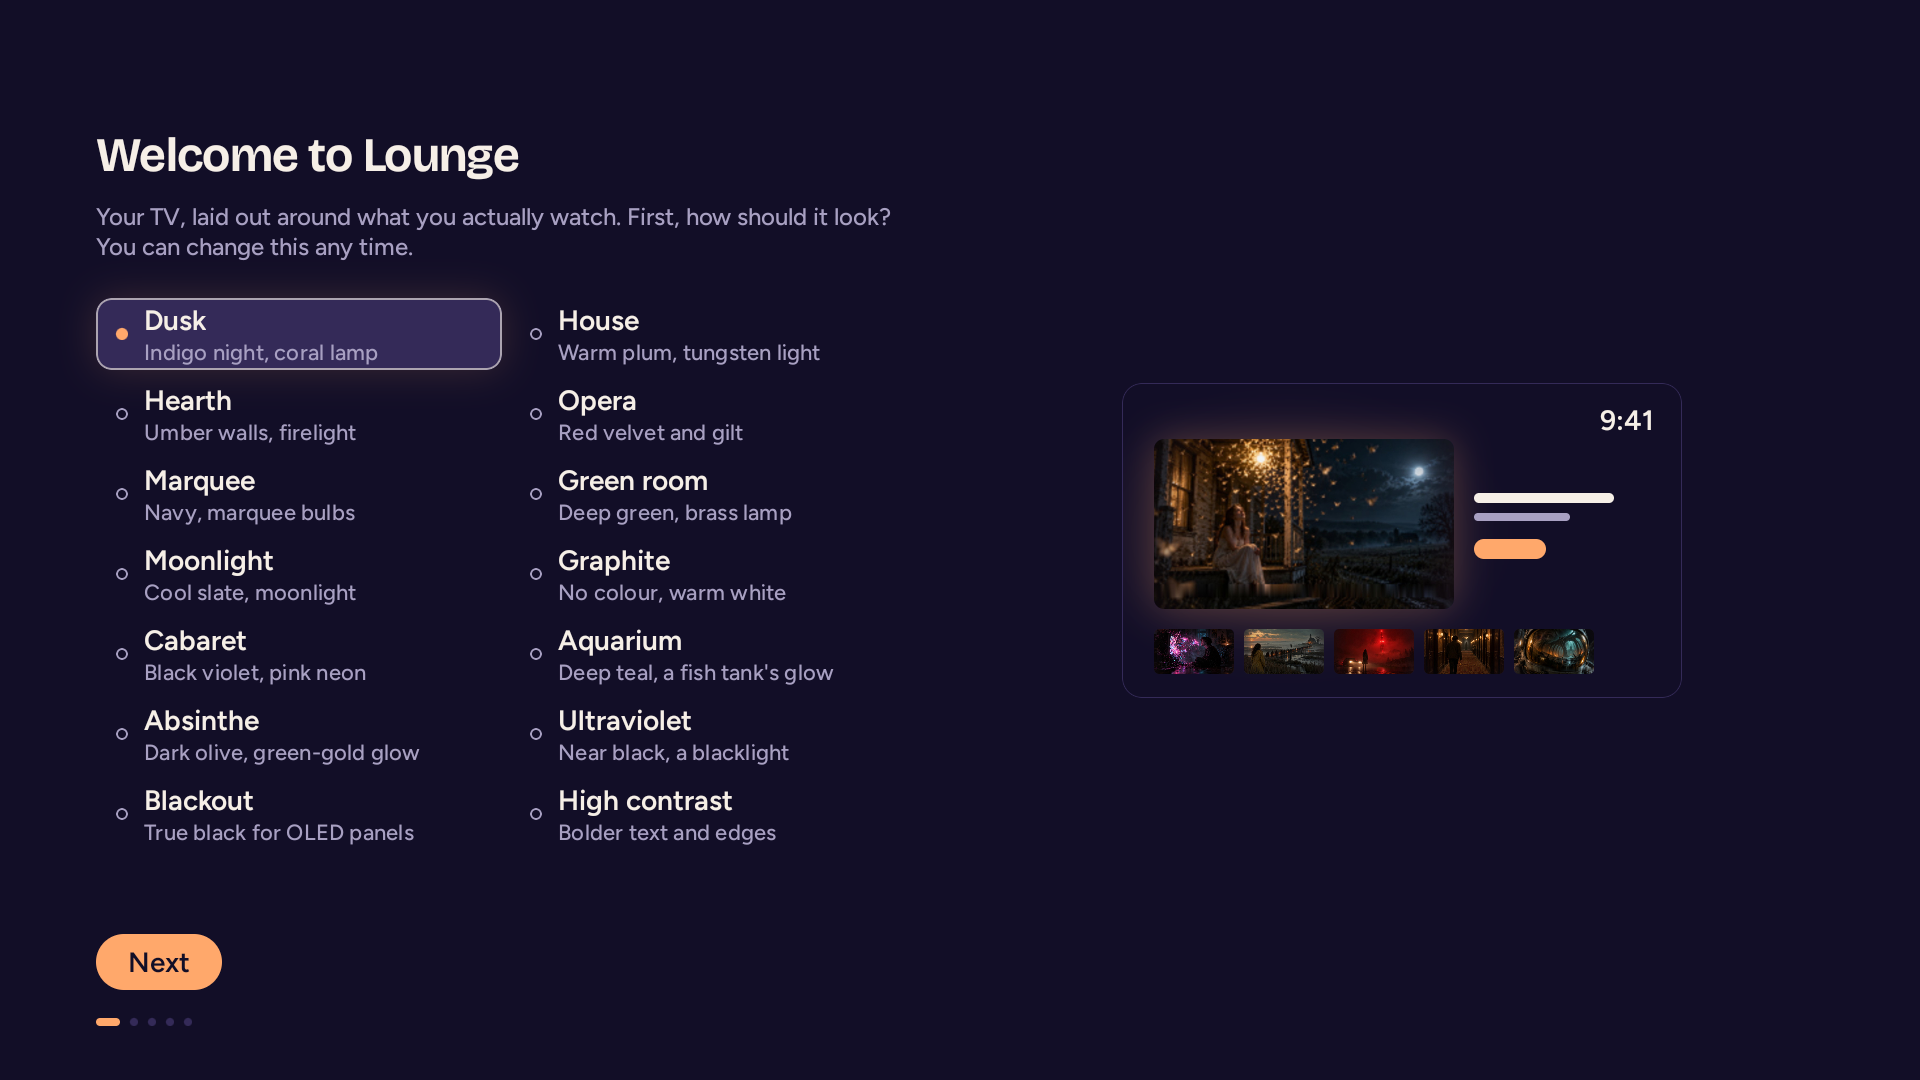 Welcome to Lounge
Your TV, laid out around what you actually watch. First, how should it look?
You can change this any time.
Dusk
Indigo night, coral lamp
House
Warm plum, tungsten light
Hearth
Umber walls, firelight
Opera
Red velvet and gilt
Marquee
Navy, marquee bulbs
Green room
Deep green, brass lamp
Moonlight
Cool slate, moonlight
Graphite
No colour, warm white
Cabaret
Black violet, pink neon
Aquarium
Deep teal, a fish tank's glow
Absinthe
Dark olive, green-gold glow
Ultraviolet
Near black, a blacklight
Blackout
True black for OLED panels
High contrast
Bolder text and edges
9:41
Next